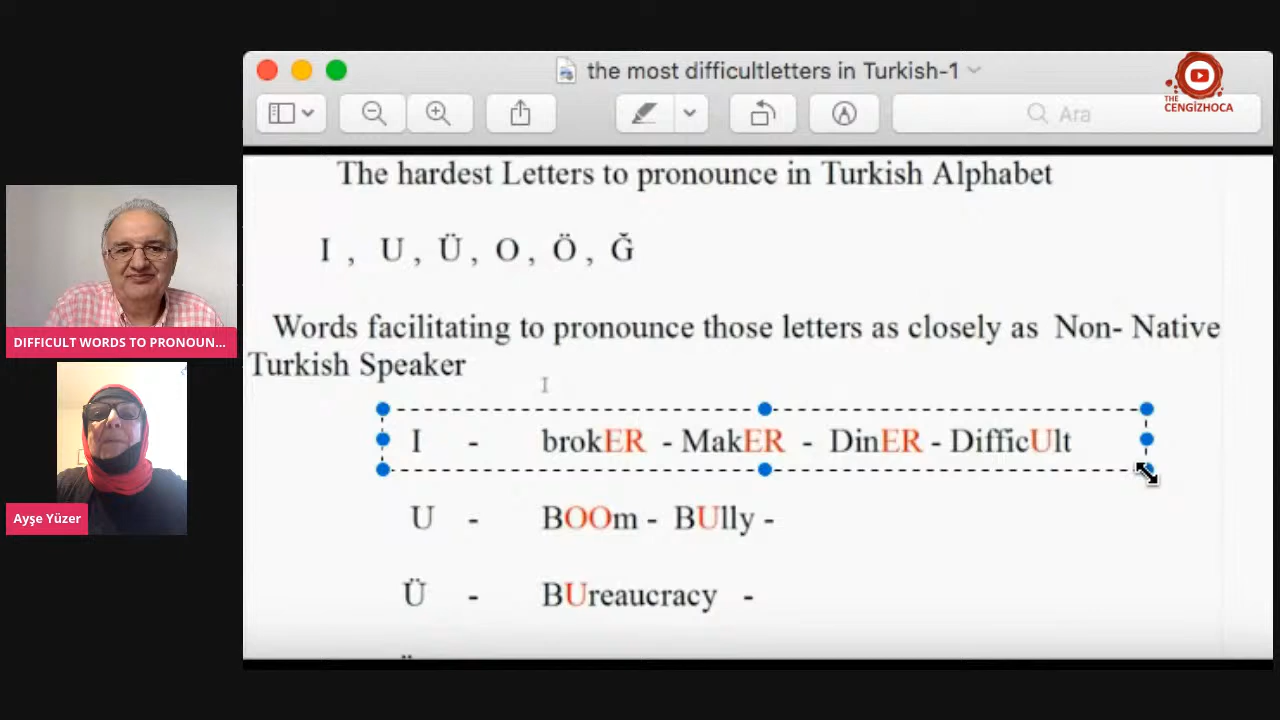 the most difficultletters in Turkish-1
THE
CENGİZHOCA
Ara
The hardest Letters to pronounce in Turkish Alphabet
I , U , Ü , O , Ö , Ğ
Words facilitating to pronounce those letters as closely as Non- Native
Turkish Speaker
I - brokER - MakER - DinER - DifficUlt
U - BOOm - BUlly -
Ü - BUreaucracy -
DIFFICULT WORDS TO PRONOUN...
Ayşe Yüzer